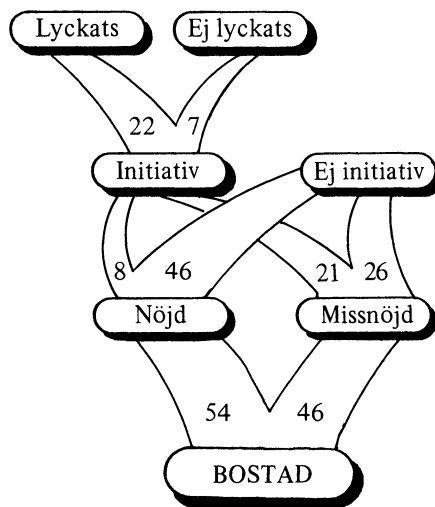 Lyckats Ej lyckats
22 7
Initiativ Ej initiativ
8 46 21 26
Nöjd Missnöjd
54 46
BOSTAD